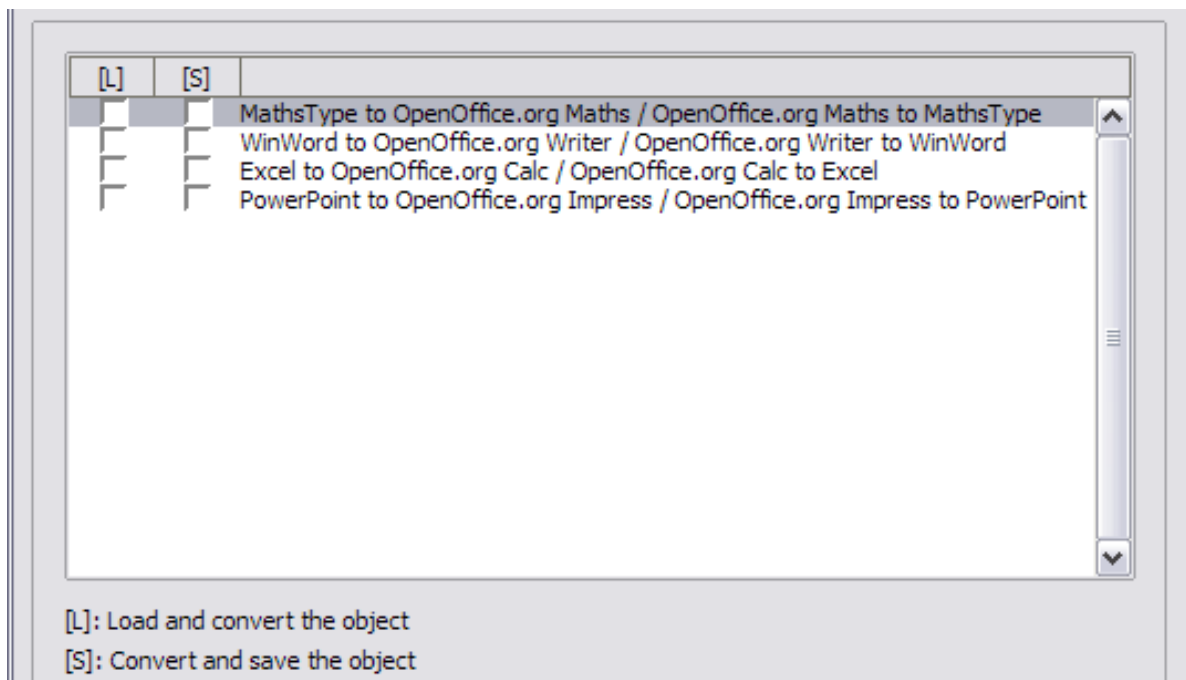 [L] [S]
MathsType to OpenOffice.org Maths / OpenOffice.org Maths to MathsType
WinWord to OpenOffice.org Writer / OpenOffice.org Writer to WinWord
Excel to OpenOffice.org Calc / OpenOffice.org Calc to Excel
PowerPoint to OpenOffice.org Impress / OpenOffice.org Impress to PowerPoint
[L]: Load and convert the object
[S]: Convert and save the object